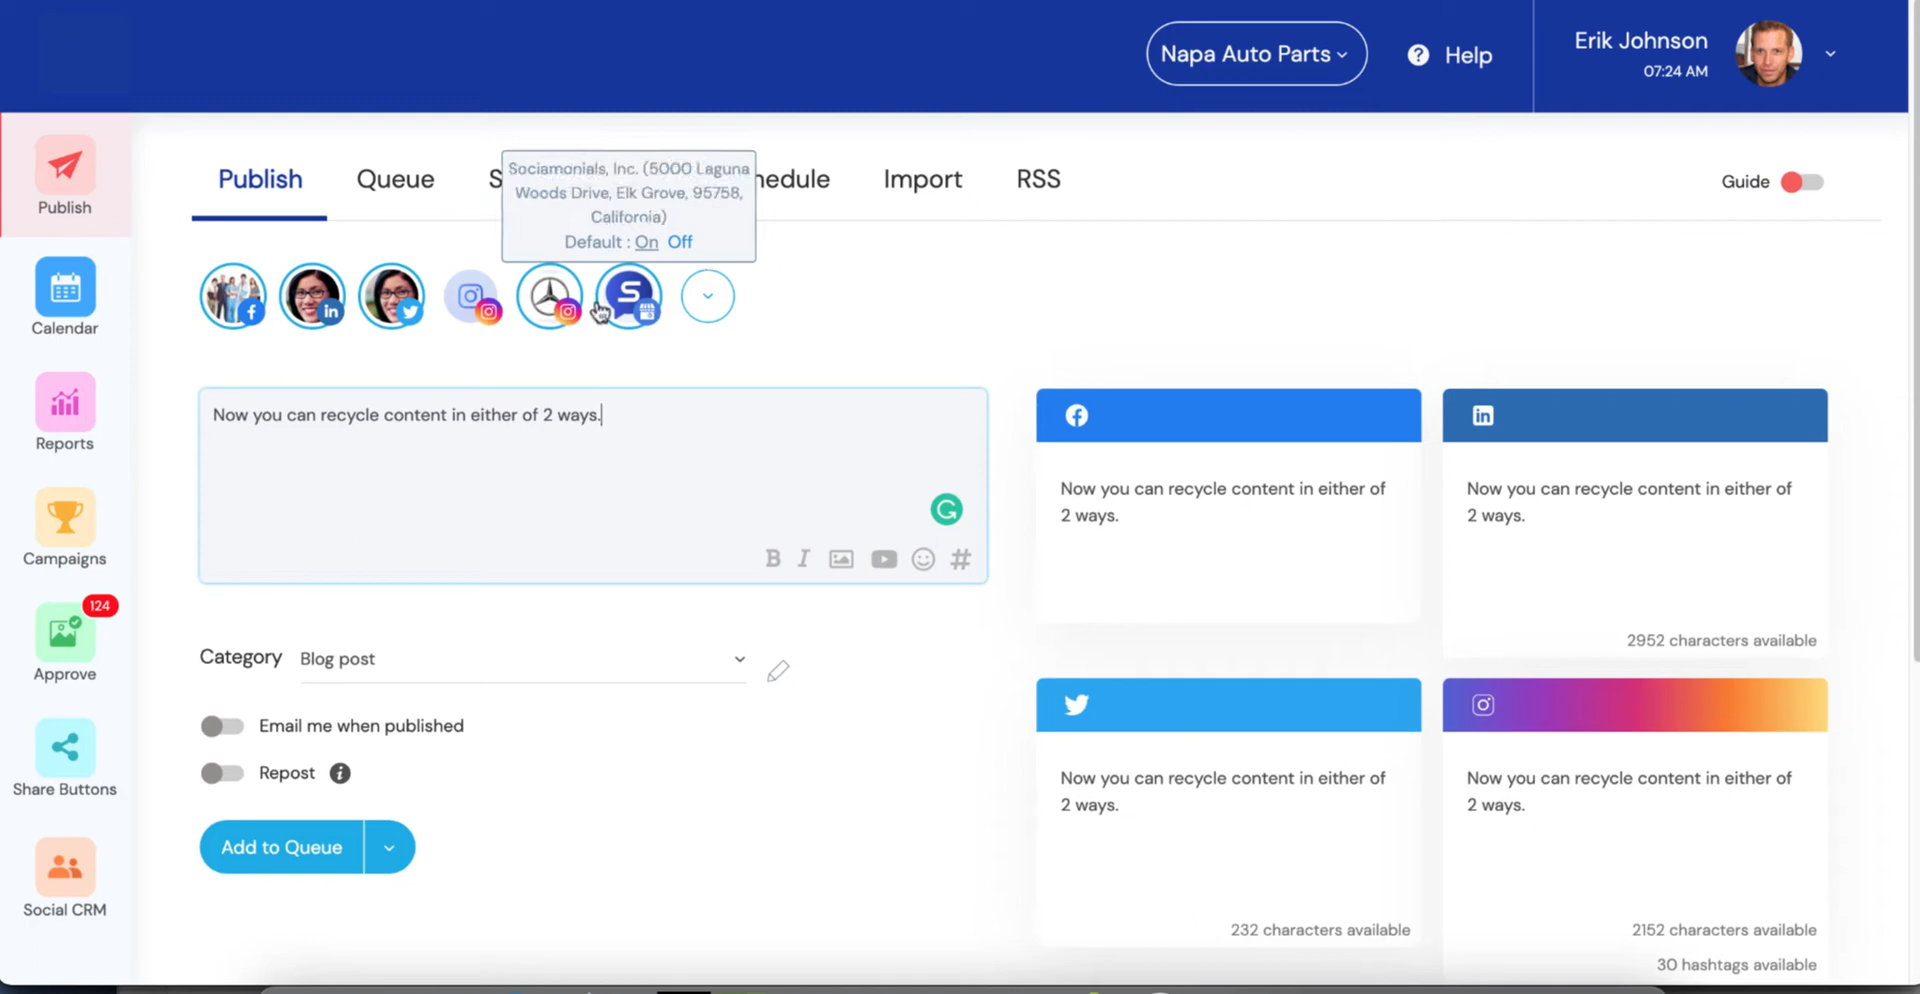 Napa Auto Parts
Help
Erik Johnson
07:24 AM
Publish
Calendar
Reports
Campaigns
124
Approve
Share Buttons
Social CRM
Publish
Queue
S
hedule
Import
RSS
Guide
Sociamonials, Inc. (5000 Laguna
Woods Drive, Elk Grove, 95758,
California)
Default : On Off
Now you can recycle content in either of 2 ways.
B I #
Category
Blog post
Email me when published
Repost
Add to Queue
Now you can recycle content in either of
2 ways.
Now you can recycle content in either of
2 ways.
2952 characters available
Now you can recycle content in either of
2 ways.
232 characters available
Now you can recycle content in either of
2 ways.
2152 characters available
30 hashtags available